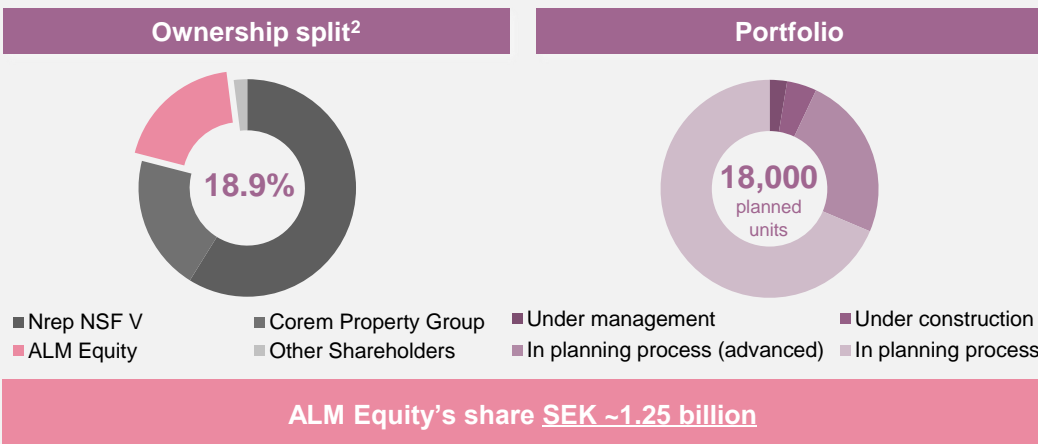 Ownership split²
18.9%
Nrep NSF V
Corem Property Group
ALM Equity
Other Shareholders
Portfolio
18,000
planned
units
Under management
Under construction
In planning process (advanced)
In planning process
ALM Equity's share SEK ~1.25 billion